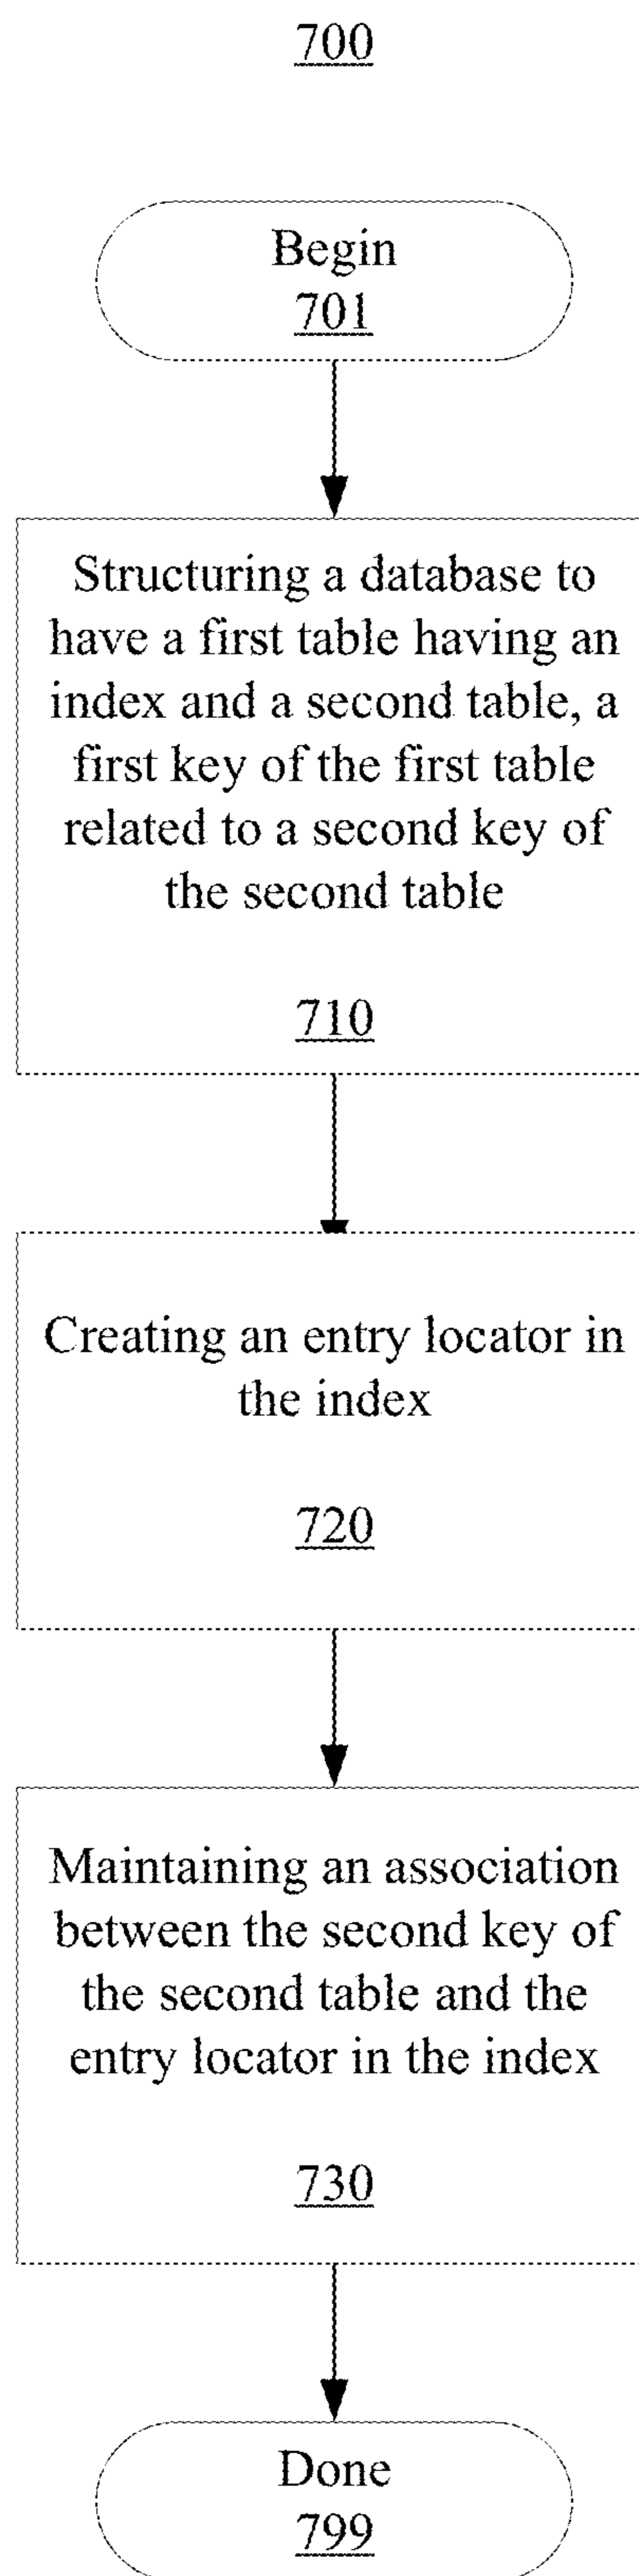 700
Begin
701
Structuring a database to
have a first table having an
index and a second table, a
first key of the first table
related to a second key of
the second table
710
Creating an entry locator in
the index
720
Maintaining an association
between the second key of
the second table and the
entry locator in the index
730
Done
799